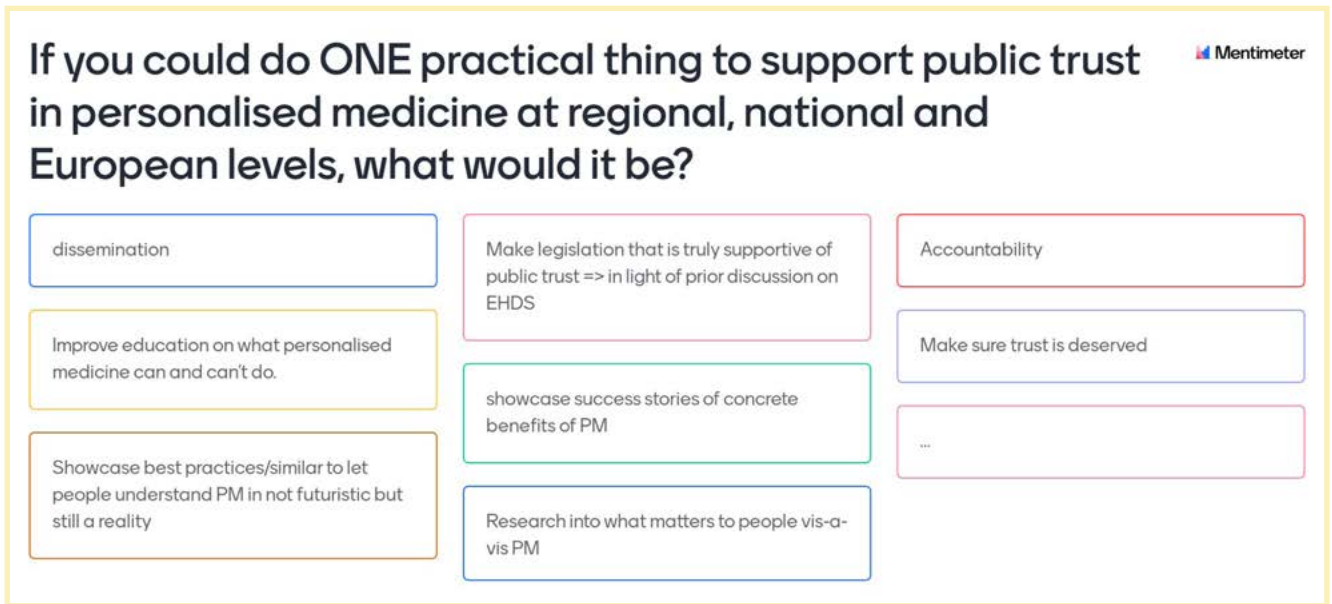 If you could do ONE practical thing to support public trust
in personalised medicine at regional, national and
European levels, what would it be?
Mentimeter
dissemination
Improve education on what personalised
medicine can and can't do.
Showcase best practices/similar to let
people understand PM in not futuristic but
still a reality
Make legislation that is truly supportive of
public trust => in light of prior discussion on
EHDS
showcase success stories of concrete
benefits of PM
Research into what matters to people vis-a-
vis PM
Accountability
Make sure trust is deserved
...